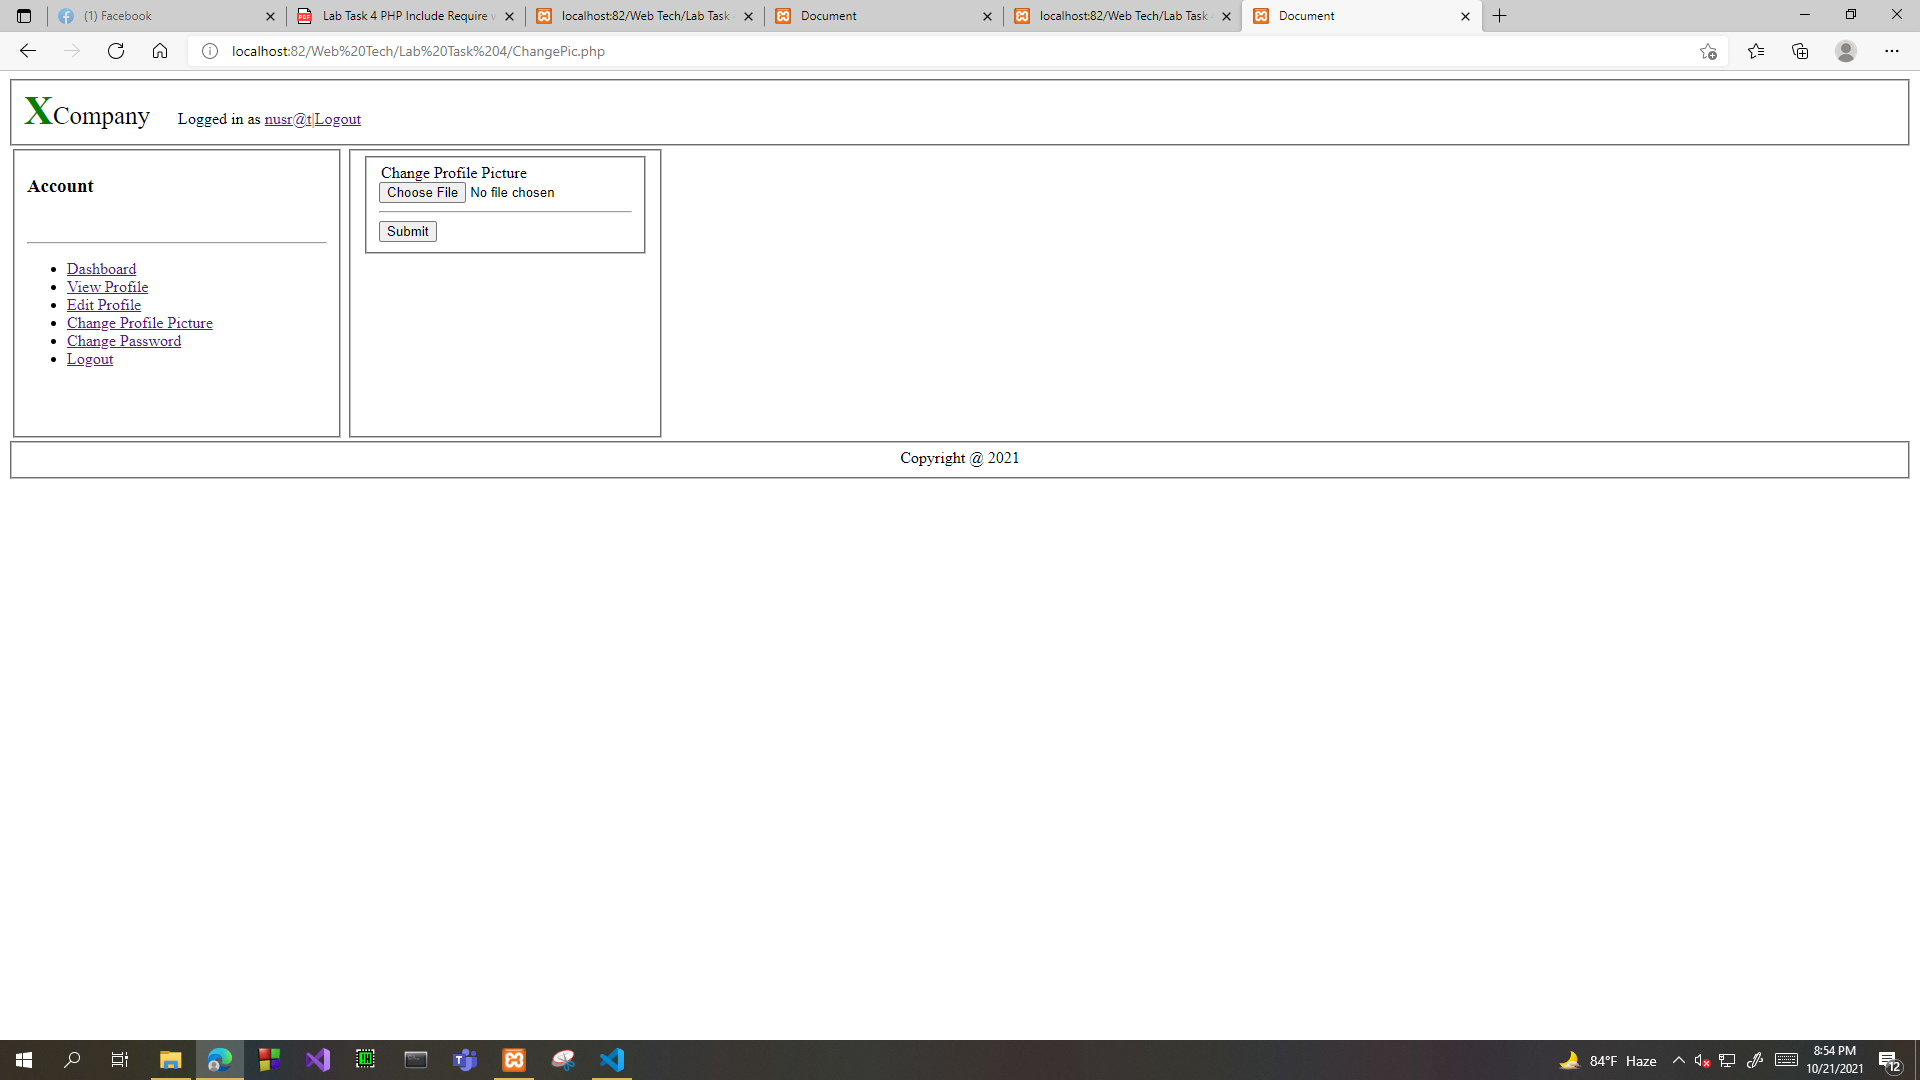 (1) Facebook
Lab Task 4 PHP Include Require
localhost:82/Web Tech/Lab Task
Document
localhost:82/Web Tech/Lab Task
Document
localhost:82/Web%20Tech/Lab%20Task%204/ChangePic.php
XCompany Logged in as nusr@t|Logout
Account
Dashboard
View Profile
Edit Profile
Change Profile Picture
Change Password
Logout
Change Profile Picture
Choose File No file chosen
Submit
Copyright @ 2021
84°F Haze
8:54 PM
10/21/2021
12